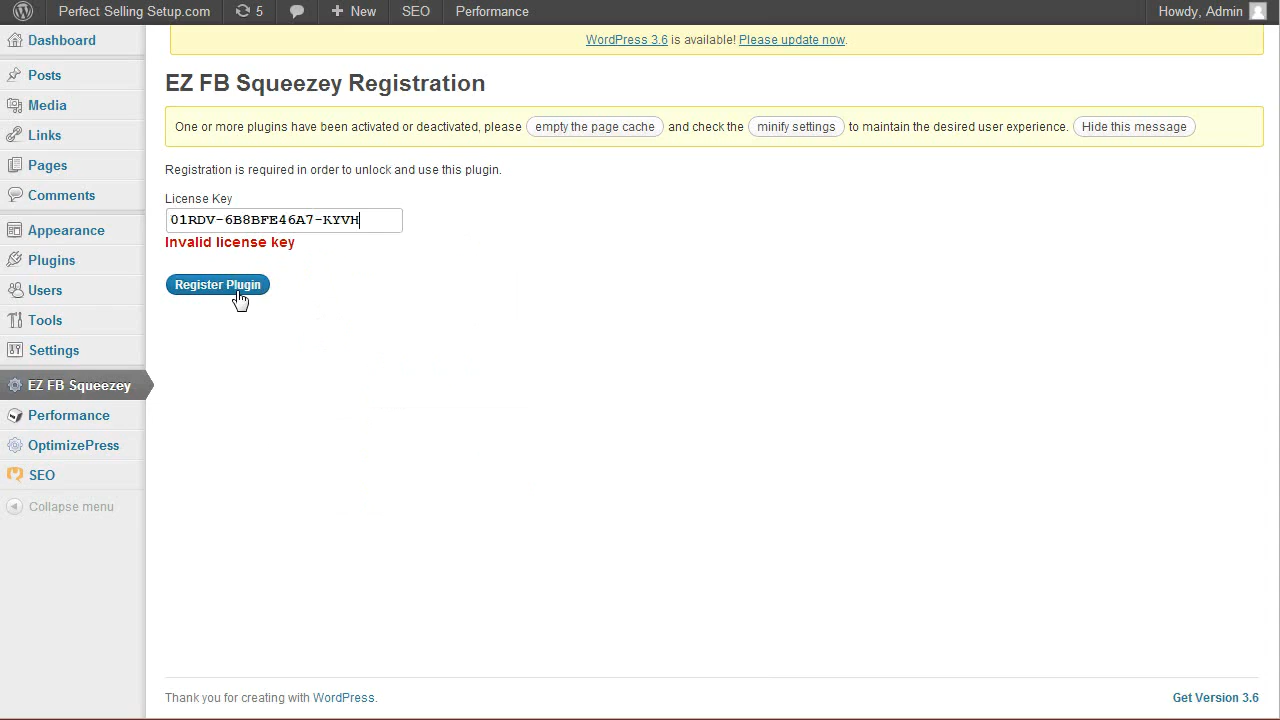 Perfect Selling Setup.com 5 New SEO Performance Howdy, Admin
WordPress 3.6 is available! Please update now.
Dashboard
Posts
Media
Links
Pages
Comments
Appearance
Plugins
Users
Tools
Settings
EZ FB Squeezey
Performance
OptimizePress
SEO
Collapse menu
EZ FB Squeezey Registration
One or more plugins have been activated or deactivated, please empty the page cache and check the minify settings to maintain the desired user experience. Hide this message
Registration is required in order to unlock and use this plugin.
License Key
01RDV-6B8BFE46A7-KYVH
Invalid license key
Register Plugin
Thank you for creating with WordPress. Get Version 3.6